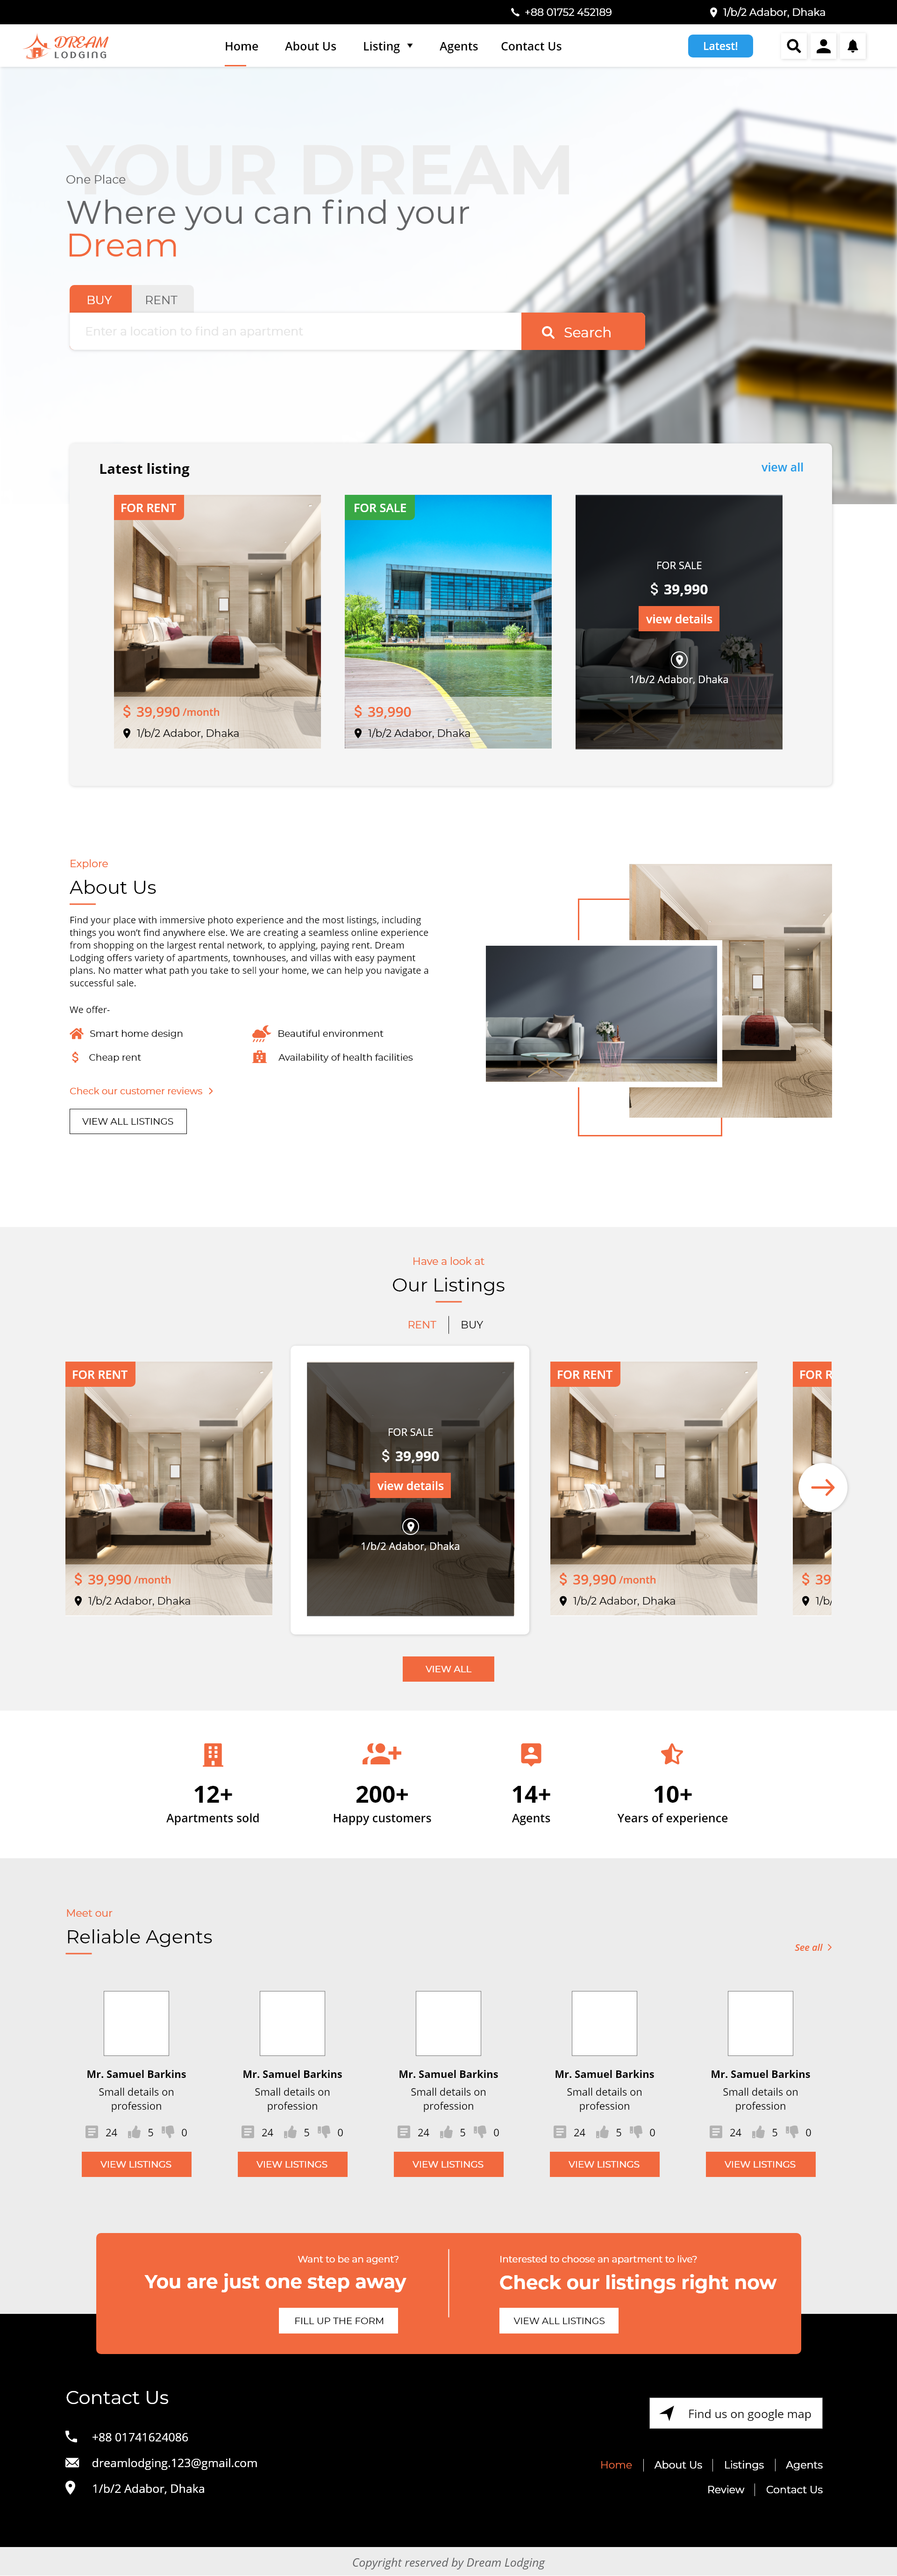 +88 01752 452189
1/b/2 Adabor, Dhaka
DREAM
LODGING
Home
About Us
Listing
Agents
Contact Us
Latest!
YOUR DREAM
One Place
Where you can find your
Dream
BUY
RENT
Enter a location to find an apartment
Search
Latest listing
view all
FOR RENT
$ 39,990 /month
1/b/2 Adabor, Dhaka
FOR SALE
$ 39,990
1/b/2 Adabor, Dhaka
FOR SALE
$ 39,990
view details
1/b/2 Adabor, Dhaka
Explore
About Us
Find your place with immersive photo experience and the most listings, including
things you won't find anywhere else. We are creating a seamless online experience
from shopping on the largest rental network, to applying, paying rent. Dream
Lodging offers variety of apartments, townhouses, and villas with easy payment
plans. No matter what path you take to sell your home, we can help you navigate a
successful sale.
We offer-
Smart home design
Beautiful environment
$ Cheap rent
Availability of health facilities
Check our customer reviews >
VIEW ALL LISTINGS
Have a look at
Our Listings
RENT
BUY
FOR RENT
$ 39,990 /month
1/b/2 Adabor, Dhaka
FOR SALE
$ 39,990
view details
1/b/2 Adabor, Dhaka
FOR RENT
$ 39,990 /month
1/b/2 Adabor, Dhaka
FOR R
$ 39
1/b/
VIEW ALL
12+
Apartments sold
200+
Happy customers
14+
Agents
10+
Years of experience
Meet our
Reliable Agents
See all >
Mr. Samuel Barkins
Small details on
profession
24 5 0
VIEW LISTINGS
Mr. Samuel Barkins
Small details on
profession
24 5 0
VIEW LISTINGS
Mr. Samuel Barkins
Small details on
profession
24 5 0
VIEW LISTINGS
Mr. Samuel Barkins
Small details on
profession
24 5 0
VIEW LISTINGS
Mr. Samuel Barkins
Small details on
profession
24 5 0
VIEW LISTINGS
Want to be an agent?
You are just one step away
FILL UP THE FORM
Interested to choose an apartment to live?
Check our listings right now
VIEW ALL LISTINGS
Contact Us
+88 01741624086
dreamlodging.123@gmail.com
1/b/2 Adabor, Dhaka
Find us on google map
Home | About Us | Listings | Agents
Review | Contact Us
Copyright reserved by Dream Lodging